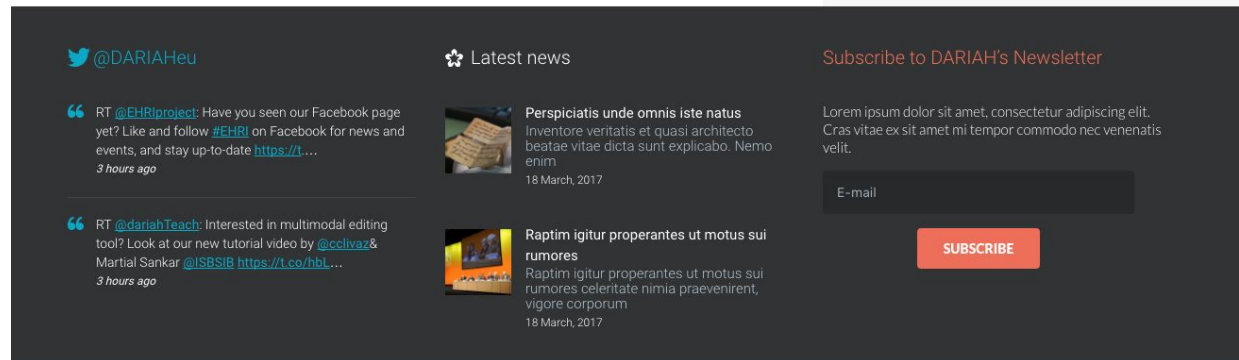 @DARIAHeu
RT @EHRIproject: Have you seen our Facebook page
yet? Like and follow #EHRI on Facebook for news and
events, and stay up-to-date https://t.…
3 hours ago
RT @dariahTeach: Interested in multimodal editing
tool? Look at our new tutorial video by @cclivaz&
Martial Sankar @ISBSIB https://t.co/hbL…
3 hours ago
Latest news
Perspiciatis unde omnis iste natus
Inventore veritatis et quasi architecto
beatae vitae dicta sunt explicabo. Nemo
enim
18 March, 2017
Raptim igitur properantes ut motus sui
rumores
Raptim igitur properantes ut motus sui
rumores celeritate nimia praevenirent,
vigore corporum
18 March, 2017
Subscribe to DARIAH’s Newsletter
Lorem ipsum dolor sit amet, consectetur adipiscing elit.
Cras vitae ex sit amet mi tempor commodo nec venenatis
velit.
E-mail
SUBSCRIBE